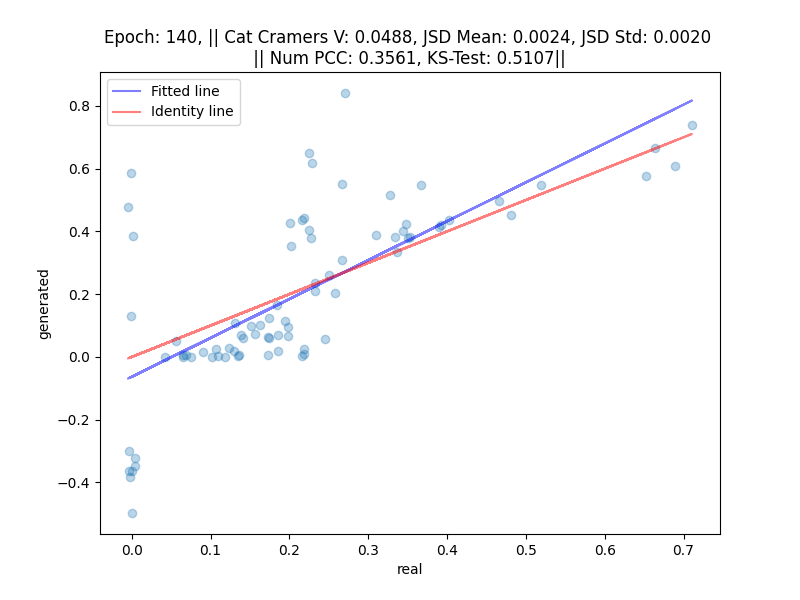 Epoch: 140, || Cat Cramers V: 0.0488, JSD Mean: 0.0024, JSD Std: 0.0020
|| Num PCC: 0.3561, KS-Test: 0.5107||
Fitted line
Identity line
0.8
0.6
0.4
0.2
0.0
−0.2
−0.4
generated
0.0 0.1 0.2 0.3 0.4 0.5 0.6 0.7
real